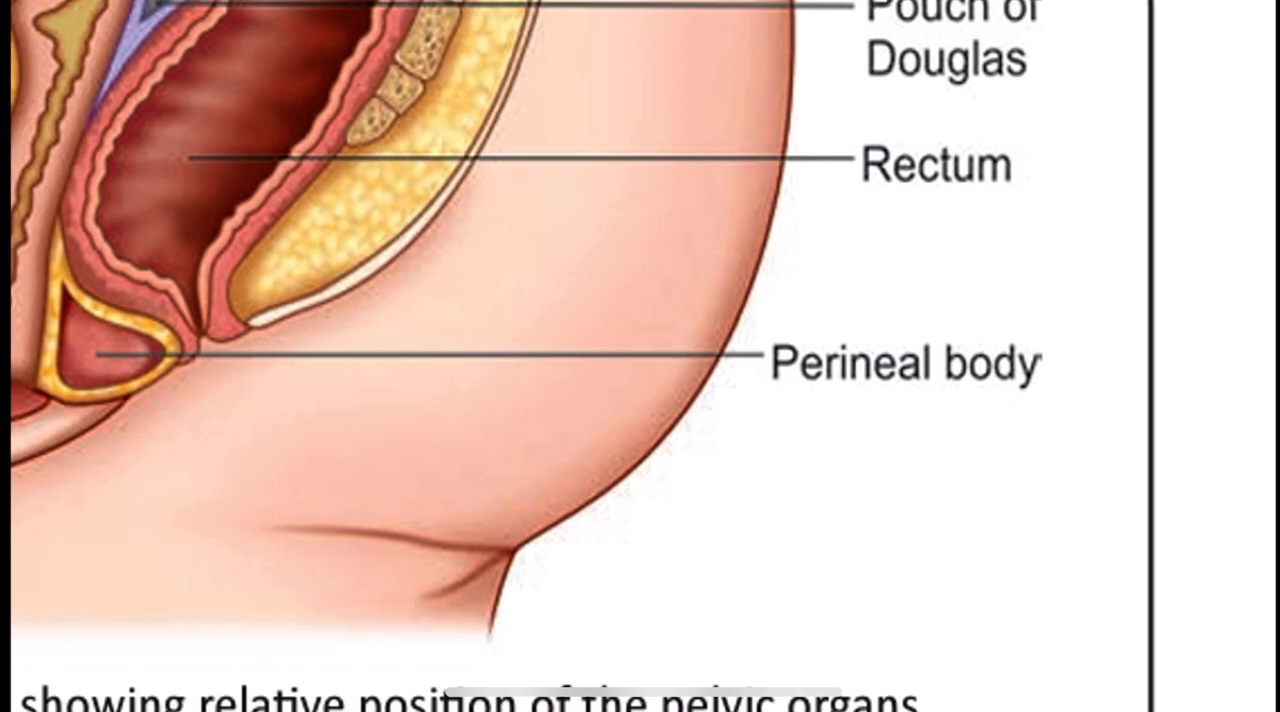 Pouch of
Douglas
Rectum
Perineal body
showing relative position of the pelvic organs